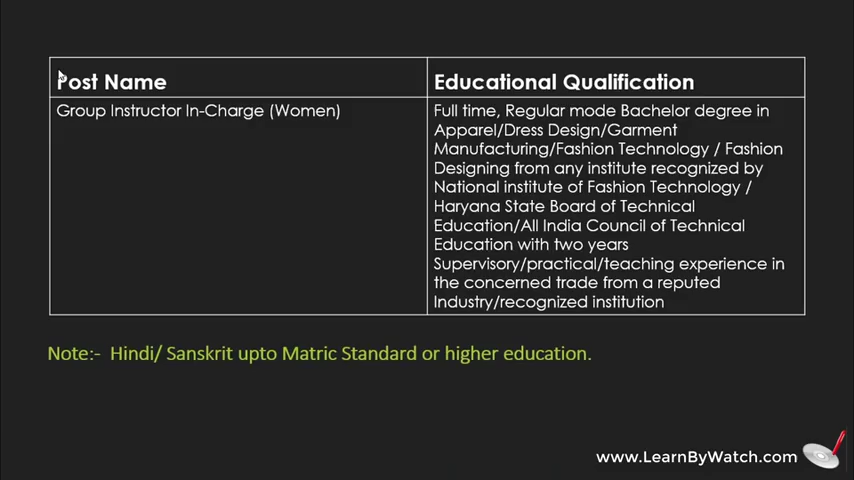 Post Name
Educational Qualification
Group Instructor In-Charge (Women)
Full time, Regular mode Bachelor degree in
Apparel/Dress Design/Garment
Manufacturing/Fashion Technology / Fashion
Designing from any institute recognized by
National institute of Fashion Technology /
Haryana State Board of Technical
Education/All India Council of Technical
Education with two years
Supervisory/practical/teaching experience in
the concerned trade from a reputed
Industry/recognized institution
Note:- Hindi/ Sanskrit upto Matric Standard or higher education.
www.LearnByWatch.com